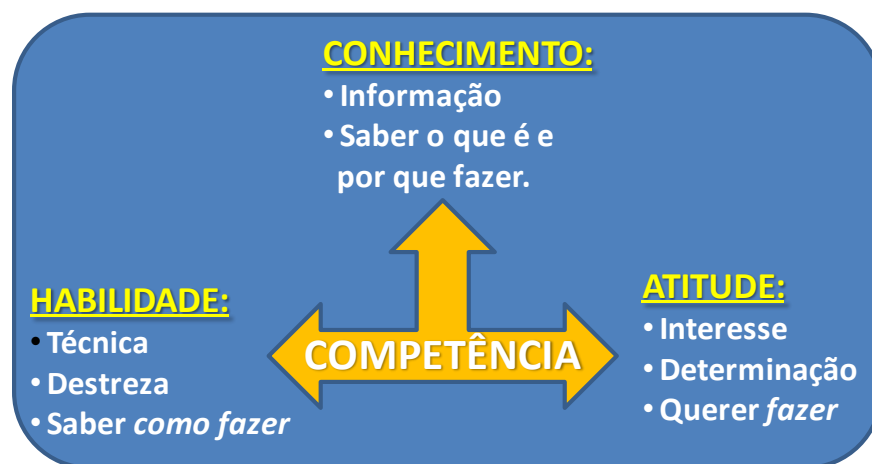 CONHECIMENTO:
• Informação
• Saber o que é e
por que fazer.
HABILIDADE:
• Técnica
• Destreza
• Saber como fazer
COMPETÊNCIA
ATITUDE:
• Interesse
• Determinação
• Querer fazer